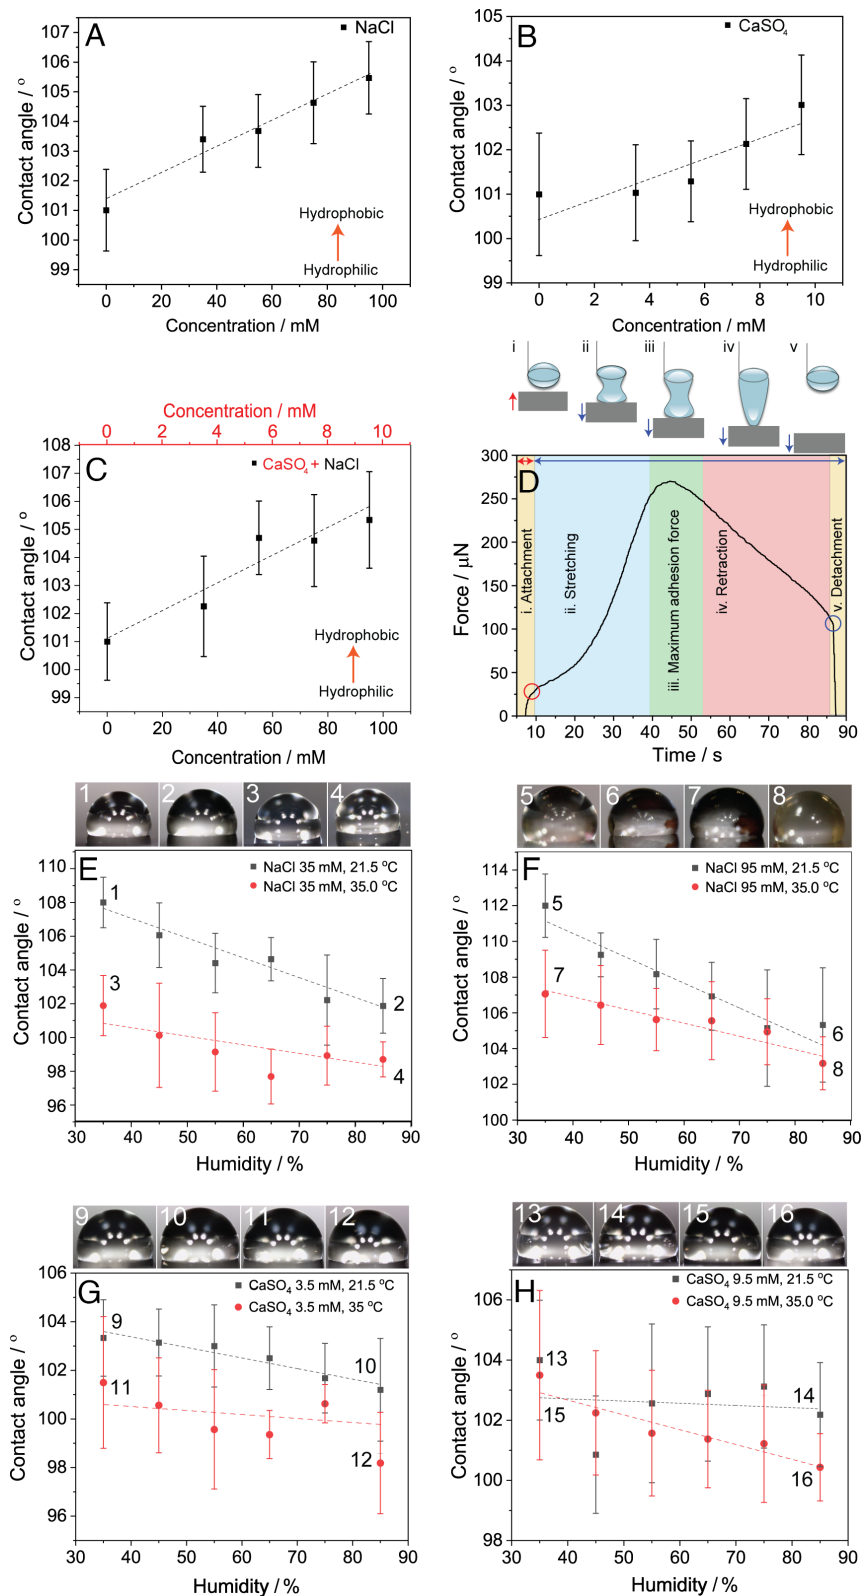 A
NaCl
Contact angle / °
106
105
104
103
102
101
100
99
Hydrophobic
Hydrophilic
0 20 40 60 80 100
Concentration / mM
B
CaSO4
Contact angle / °
105
104
103
102
101
100
99
Hydrophobic
Hydrophilic
0 2 4 6 8 10
Concentration / mM
Concentration / mM
0 2 4 6 8 10
C
CaSO4 + NaCl
Contact angle / °
108
107
106
105
104
103
102
101
100
99
Hydrophobic
Hydrophilic
0 20 40 60 80 100
Concentration / mM
i ii iii iv v
D
Force / μN
300
250
200
150
100
50
0
i. Attachment
ii. Stretching
iii. Maximum adhesion force
iv. Retraction
v. Detachment
10 20 30 40 50 60 70 80 90
Time / s
1 2 3 4
E
NaCl 35 mM, 21.5 °C
NaCl 35 mM, 35.0 °C
Contact angle / °
110
108
106
104
102
100
98
96
1
2
3
4
30 40 50 60 70 80 90
Humidity / %
5 6 7 8
F
NaCl 95 mM, 21.5 °C
NaCl 95 mM, 35.0 °C
Contact angle / °
114
112
110
108
106
104
102
100
5
7
6
8
30 40 50 60 70 80 90
Humidity / %
9 10 11 12
G
CaSO4 3.5 mM, 21.5 °C
CaSO4 3.5 mM, 35 °C
Contact angle / °
106
104
102
100
98
96
9
10
11
12
30 40 50 60 70 80 90
Humidity / %
13 14 15 16
H
CaSO4 9.5 mM, 21.5 °C
CaSO4 9.5 mM, 35.0 °C
Contact angle / °
106
104
102
100
98
13
14
15
16
30 40 50 60 70 80 90
Humidity / %